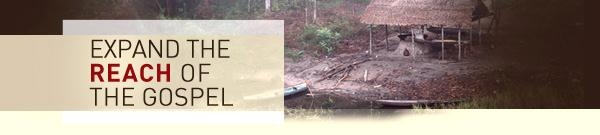 EXPAND THE
REACH OF
THE GOSPEL